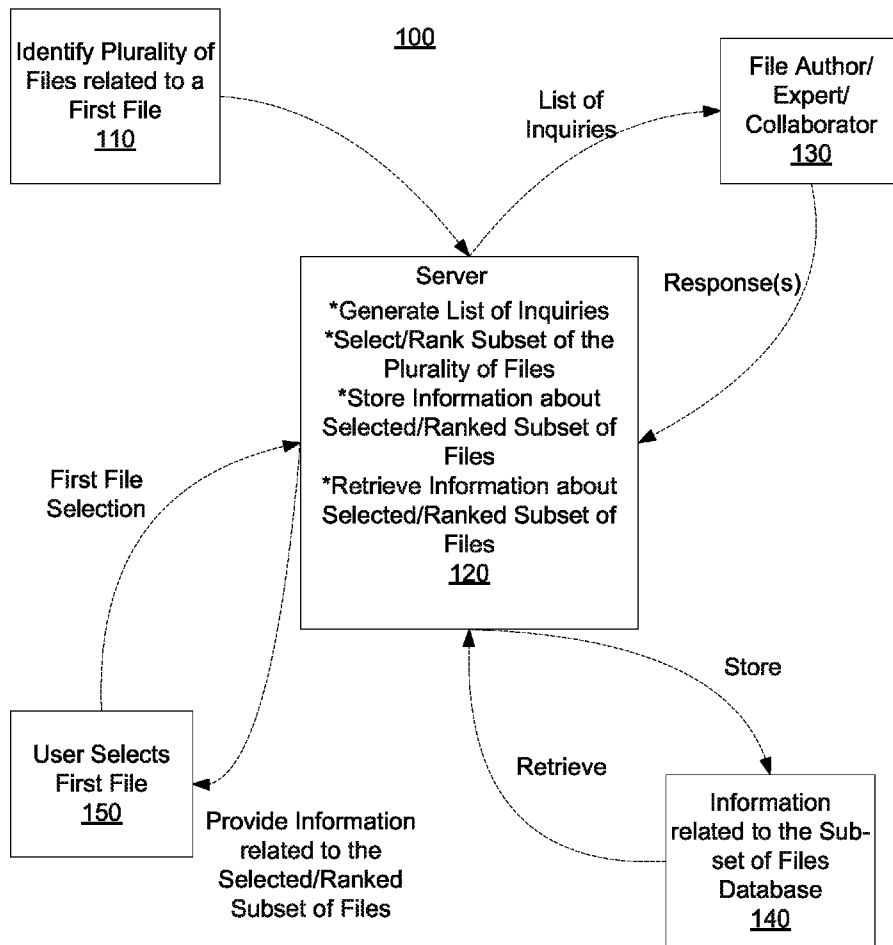 Identify Plurality of
Files related to a
First File
110
100
List of
Inquiries
File Author/
Expert/
Collaborator
130
Server
*Generate List of Inquiries
*Select/Rank Subset of the
Plurality of Files
*Store Information about
Selected/Ranked Subset of
Files
*Retrieve Information about
Selected/Ranked Subset of
Files
120
Response(s)
First File
Selection
User Selects
First File
150
Provide Information
related to the
Selected/Ranked
Subset of Files
Store
Retrieve
Information
related to the Sub-
set of Files
Database
140